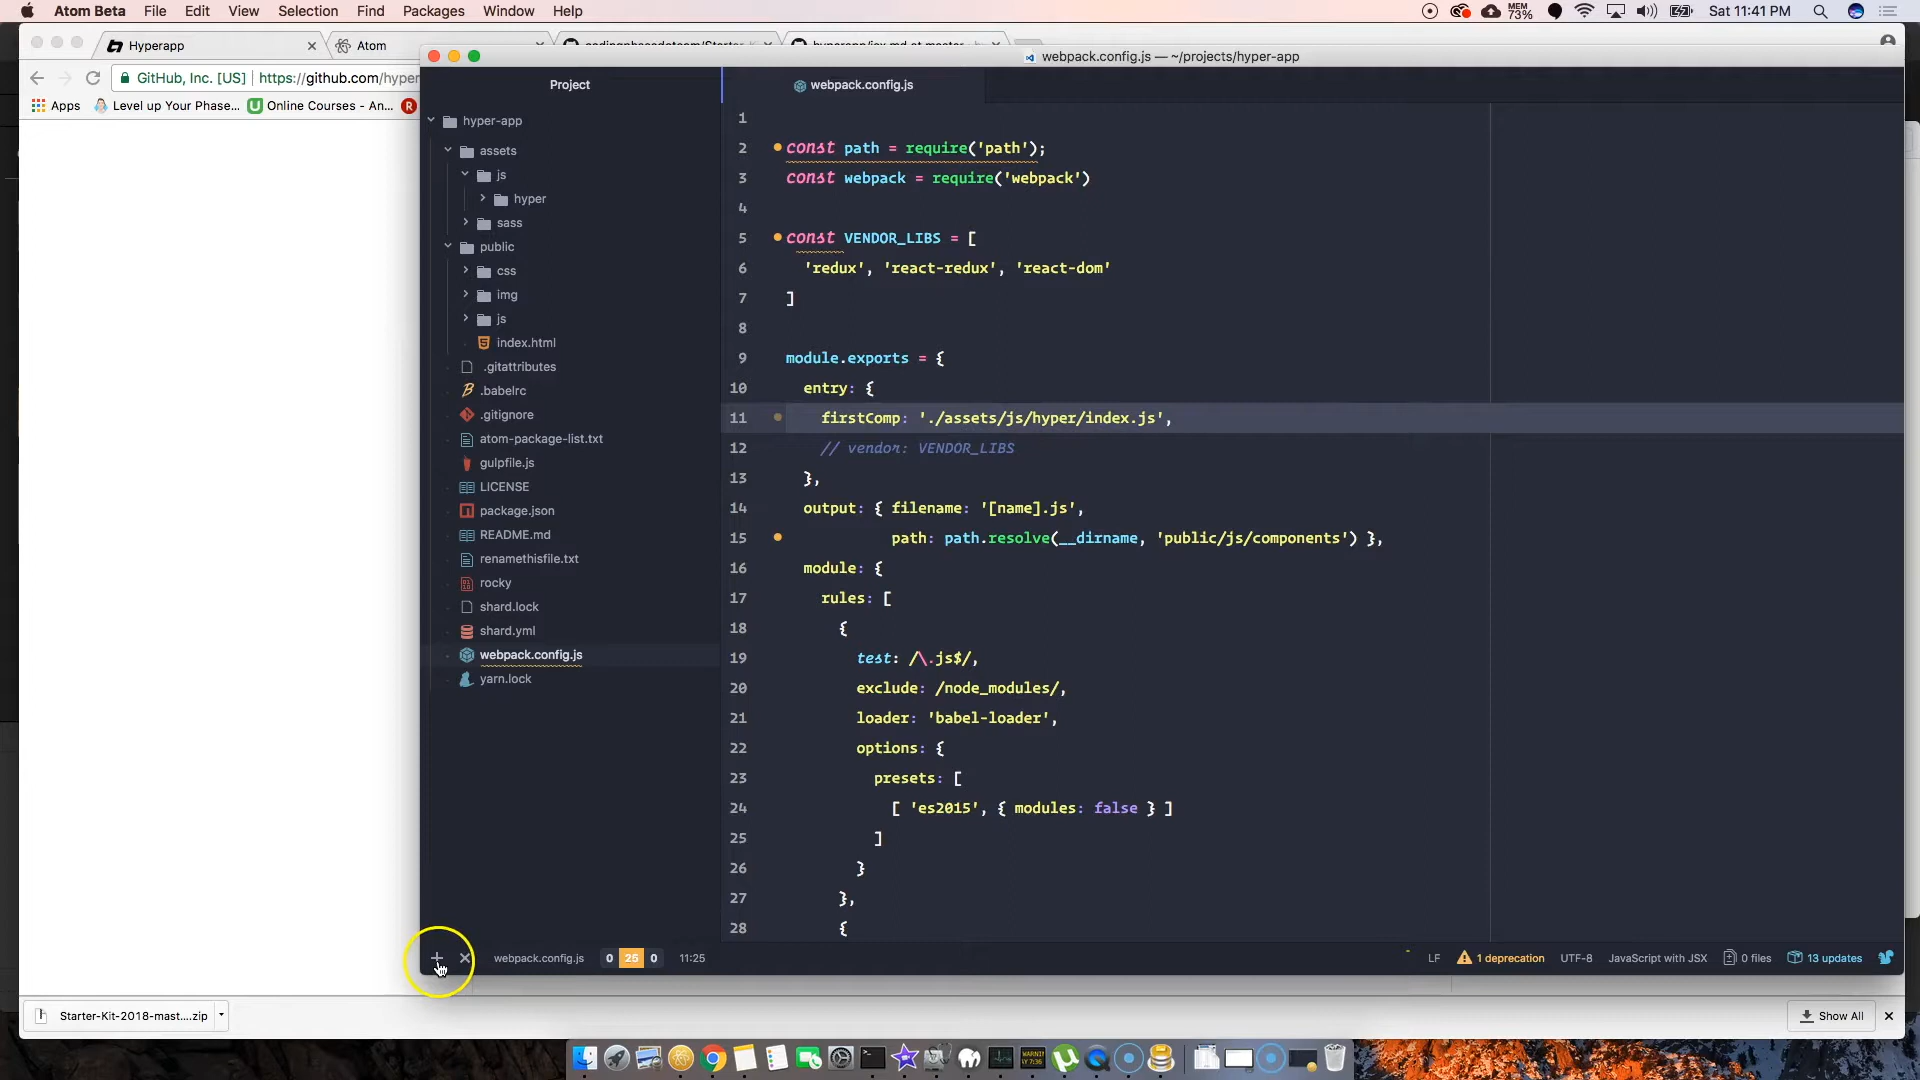 Atom Beta File Edit View Selection Find Packages Window Help
MEM
73%
Sat 11:41 PM
Hyperapp
Atom
webpack.config.js — ~/projects/hyper-app
GitHub, Inc. [US] https://github.com/hyper
Apps Level up Your Phase... Online Courses - An...
Project
webpack.config.js
hyper-app
assets
js
hyper
sass
public
css
img
js
index.html
.gitattributes
.babelrc
.gitignore
atom-package-list.txt
gulpfile.js
LICENSE
package.json
README.md
renamethisfile.txt
rocky
shard.lock
shard.yml
webpack.config.js
yarn.lock
1
2 const path = require('path');
3 const webpack = require('webpack')
4
5 const VENDOR_LIBS = [
6 'redux', 'react-redux', 'react-dom'
7 ]
8
9 module.exports = {
10 entry: {
11 firstComp: './assets/js/hyper/index.js',
12 // vendor: VENDOR_LIBS
13 },
14 output: { filename: '[name].js',
15 path: path.resolve(__dirname, 'public/js/components') },
16 module: {
17 rules: [
18 {
19 test: /\.js$/,
20 exclude: /node_modules/,
21 loader: 'babel-loader',
22 options: {
23 presets: [
24 [ 'es2015', { modules: false } ]
25 ]
26 }
27 },
28 {
webpack.config.js 0 25 0 11:25
LF 1 deprecation UTF-8 JavaScript with JSX 0 files 13 updates
Starter-Kit-2018-mast....zip
Show All